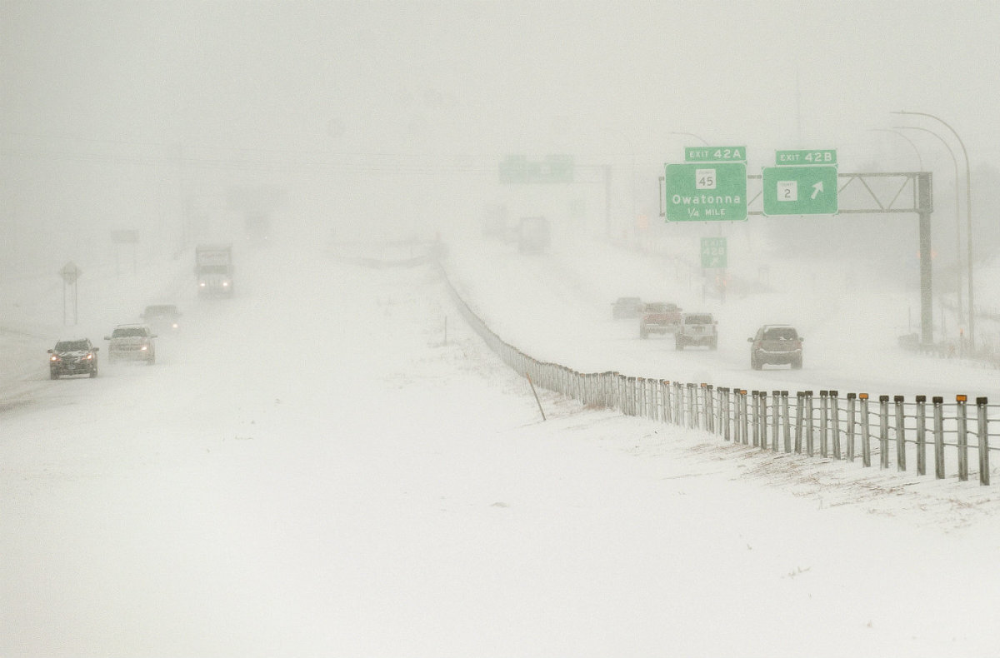 EXIT 42A
45
Owatonna
1/4 MILE
EXIT 42B
2
EXIT
42B